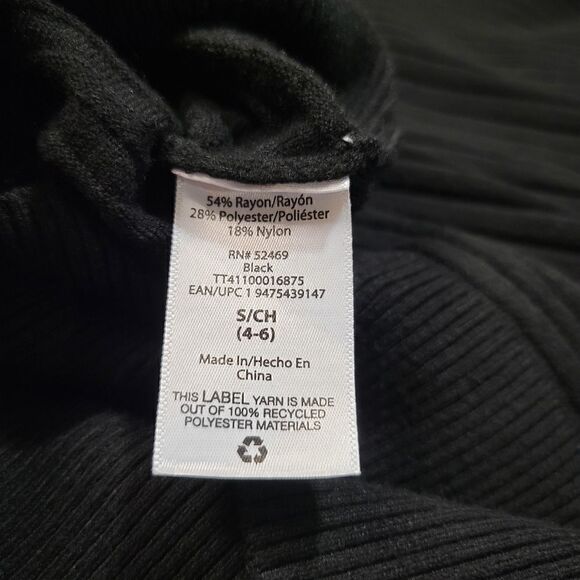 54% Rayon/Rayón
28% Polyester/Poliéster
18% Nylon
RN# 52469
Black
TT41100016875
EAN/UPC 1 9475439147
S/CH
(4-6)
Made In/Hecho En
China
THIS LABEL YARN IS MADE
OUT OF 100% RECYCLED
POLYESTER MATERIALS